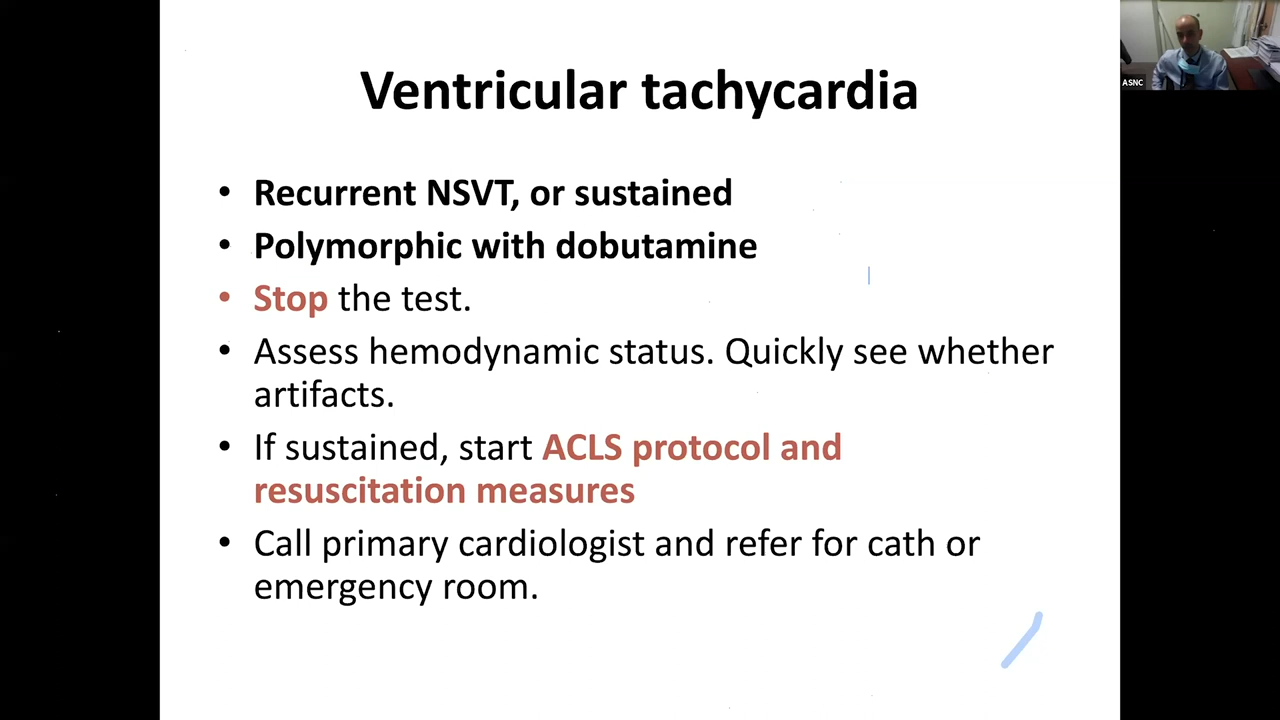 Ventricular tachycardia
• Recurrent NSVT, or sustained
• Polymorphic with dobutamine
• Stop the test.
• Assess hemodynamic status. Quickly see whether
artifacts.
• If sustained, start ACLS protocol and
resuscitation measures
• Call primary cardiologist and refer for cath or
emergency room.
ASNC